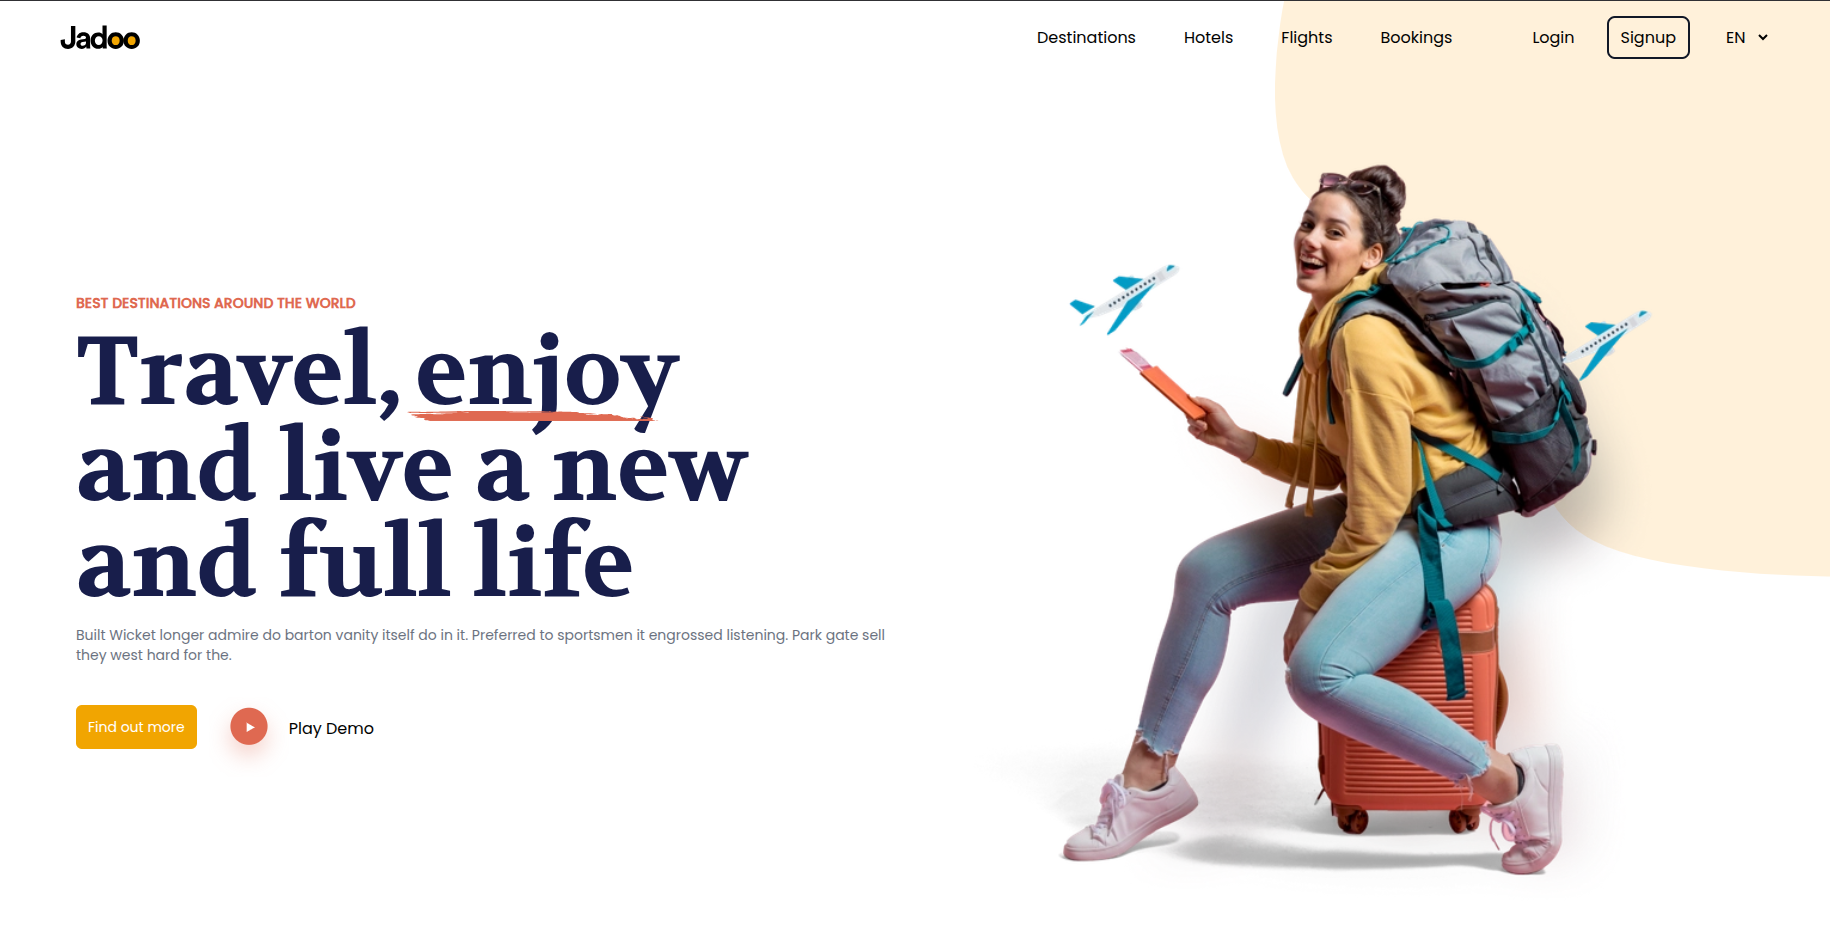 Jadoo
Destinations Hotels Flights Bookings Login Signup EN
BEST DESTINATIONS AROUND THE WORLD
Travel, enjoy
and live a new
and full life
Built Wicket longer admire do barton vanity itself do in it. Preferred to sportsmen it engrossed listening. Park gate sell
they west hard for the.
Find out more
Play Demo